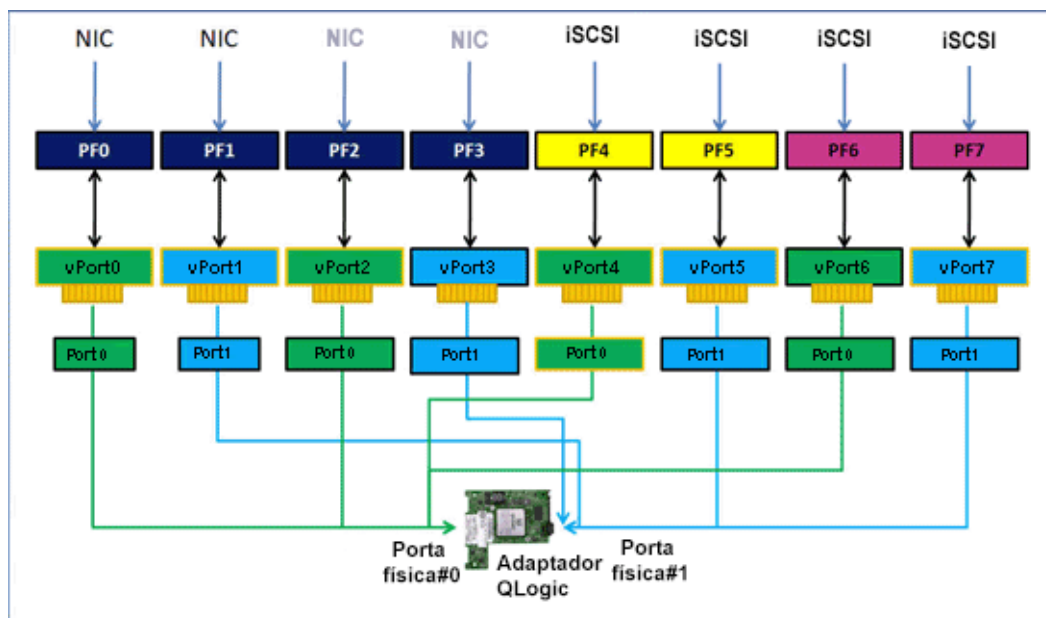 NIC NIC NIC NIC iSCSI iSCSI iSCSI iSCSI
PF0 PF1 PF2 PF3 PF4 PF5 PF6 PF7
vPort0 vPort1 vPort2 vPort3 vPort4 vPort5 vPort6 vPort7
Port0 Port1 Port0 Port1 Port0 Port1 Port0 Port1
Porta
física#0
Adaptador
QLogic
Porta
física#1